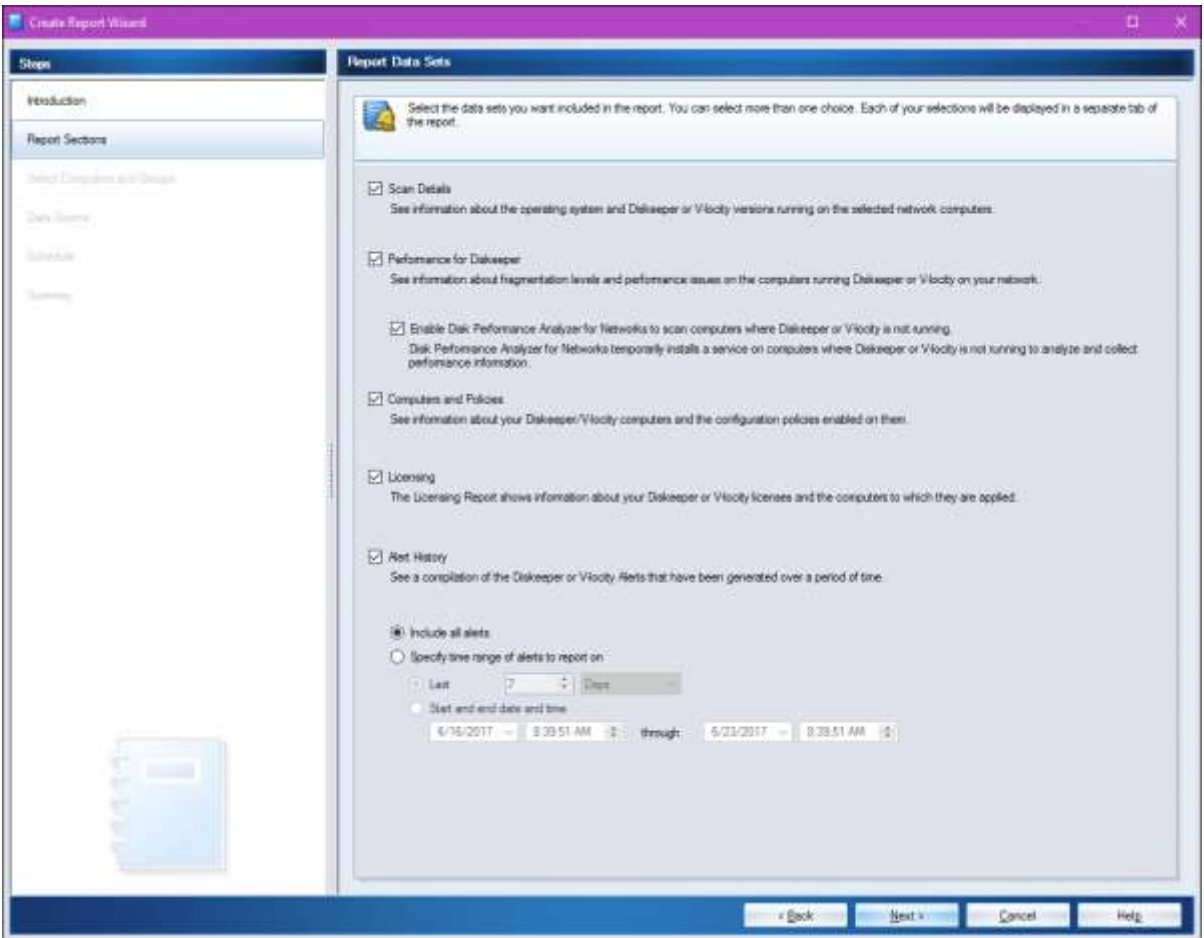 Create Report Wizard
Steps
Introduction
Report Sections
Select Computers and Groups
Data Source
Schedule
Summary
Report Data Sets
Select the data sets you want included in the report. You can select more than one choice. Each of your selections will be displayed in a separate tab of
the report.
Scan Details
See information about the operating system and Diskeeper or V-locity versions running on the selected network computers.
Performance for Diskeeper
See information about fragmentation levels and performance issues on the computers running Diskeeper or V-locity on your network.
Enable Disk Performance Analyzer for Networks to scan computers where Diskeeper or V-locity is not running.
Disk Performance Analyzer for Networks temporarily installs a service on computers where Diskeeper or V-locity is not running to analyze and collect
performance information.
Computers and Policies
See information about your Diskeeper/V-locity computers and the configuration policies enabled on them.
Licensing
The Licensing Report shows information about your Diskeeper or V-locity licenses and the computers to which they are applied.
Alert History
See a compilation of the Diskeeper or V-locity Alerts that have been generated over a period of time.
Include all alerts
Specify time range of alerts to report on
Last 7 Days
Start and end date and time
6/16/2017 8:39:51 AM through 6/23/2017 8:39:51 AM
< Back Next > Cancel Help